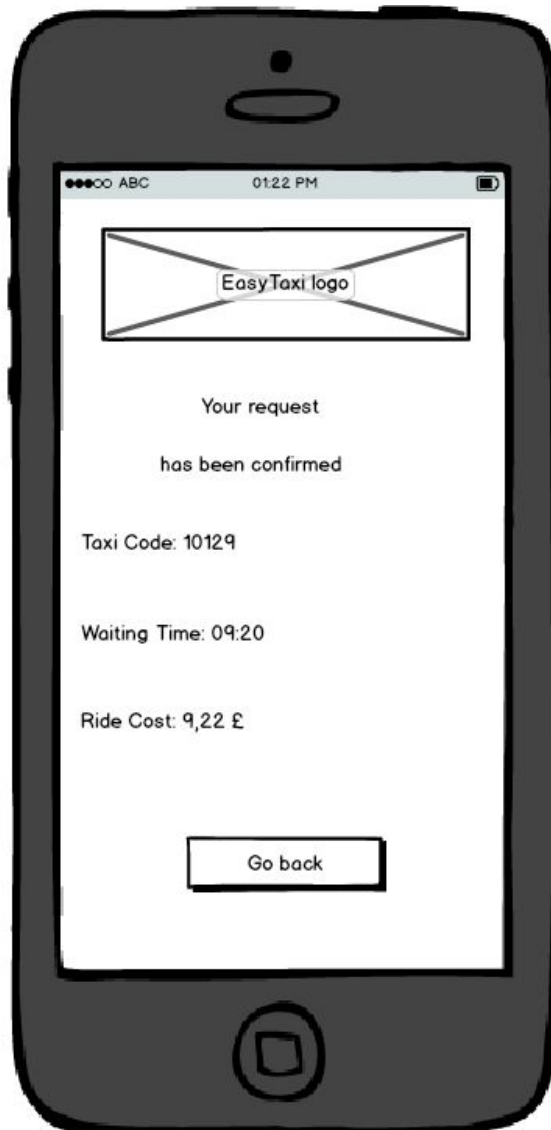 ABC 01:22 PM
EasyTaxi logo
Your request
has been confirmed
Taxi Code: 10129
Waiting Time: 09:20
Ride Cost: 9,22 £
Go back